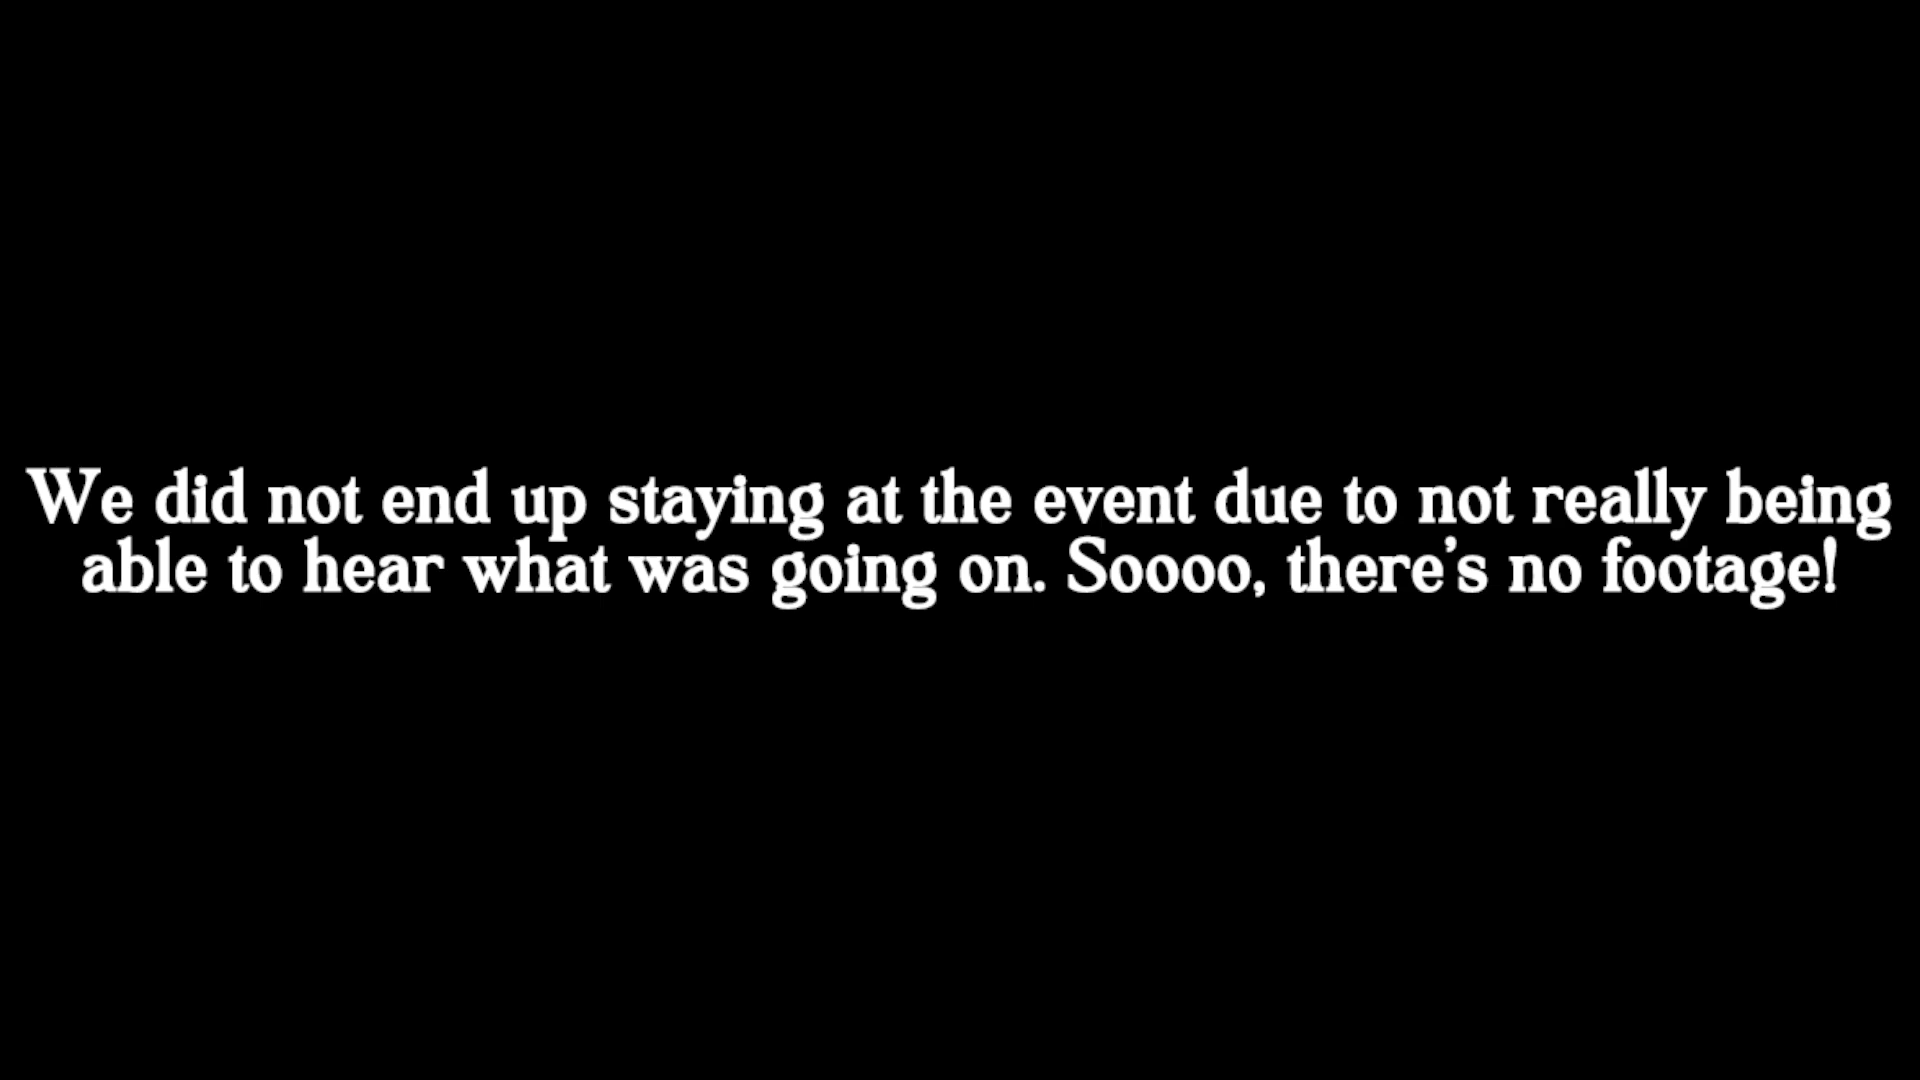 We did not end up staying at the event due to not really being
able to hear what was going on. Soooo, there's no footage!